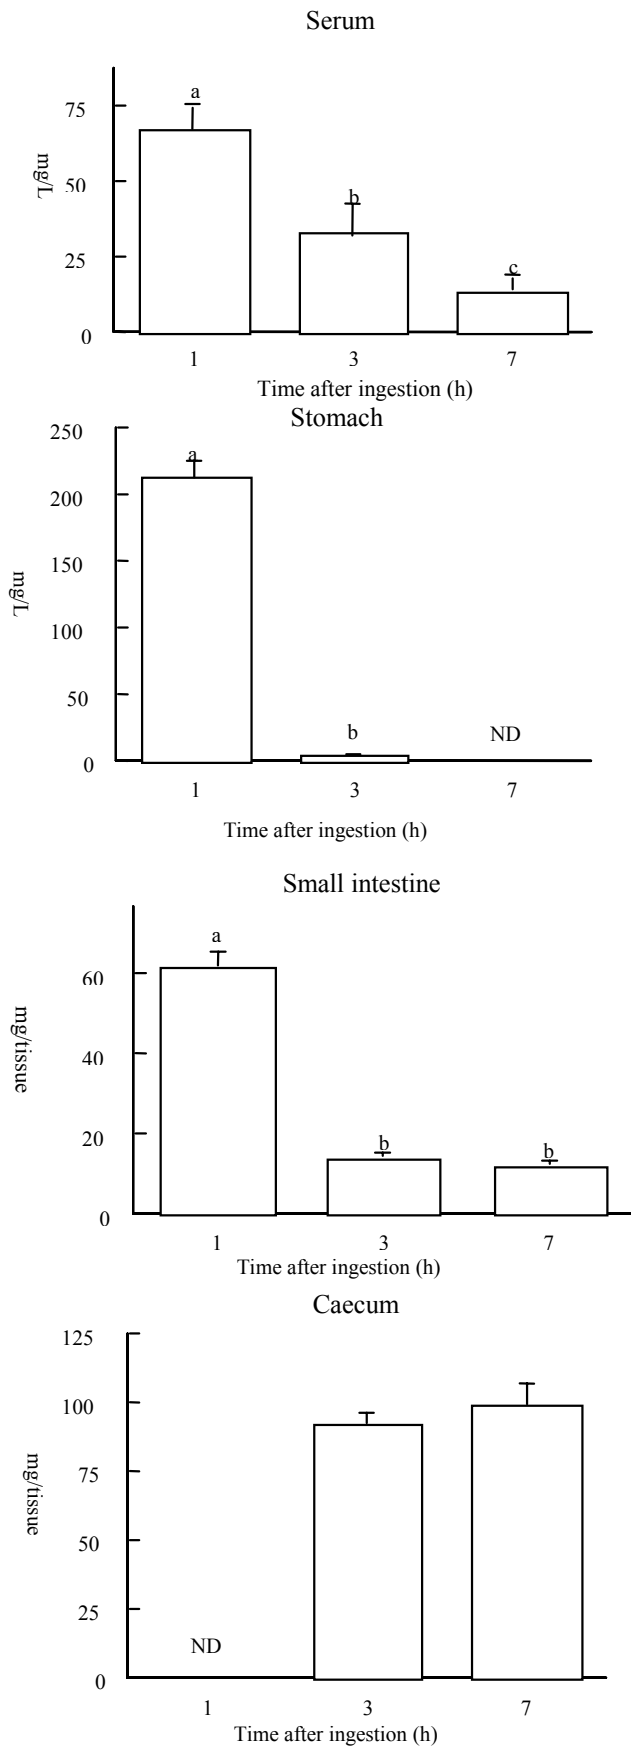 Serum
a
75
b
50
mg/L
25
c
0
1 3 7
Time after ingestion (h)
Stomach
250
a
200
150
mg/L
100
50
b
ND
0
1 3 7
Time after ingestion (h)
Small intestine
a
60
mg/tissue
40
20
b
b
0
1 3 7
Time after ingestion (h)
Caecum
125
100
75
mg/tissue
50
25
ND
0
1 3 7
Time after ingestion (h)